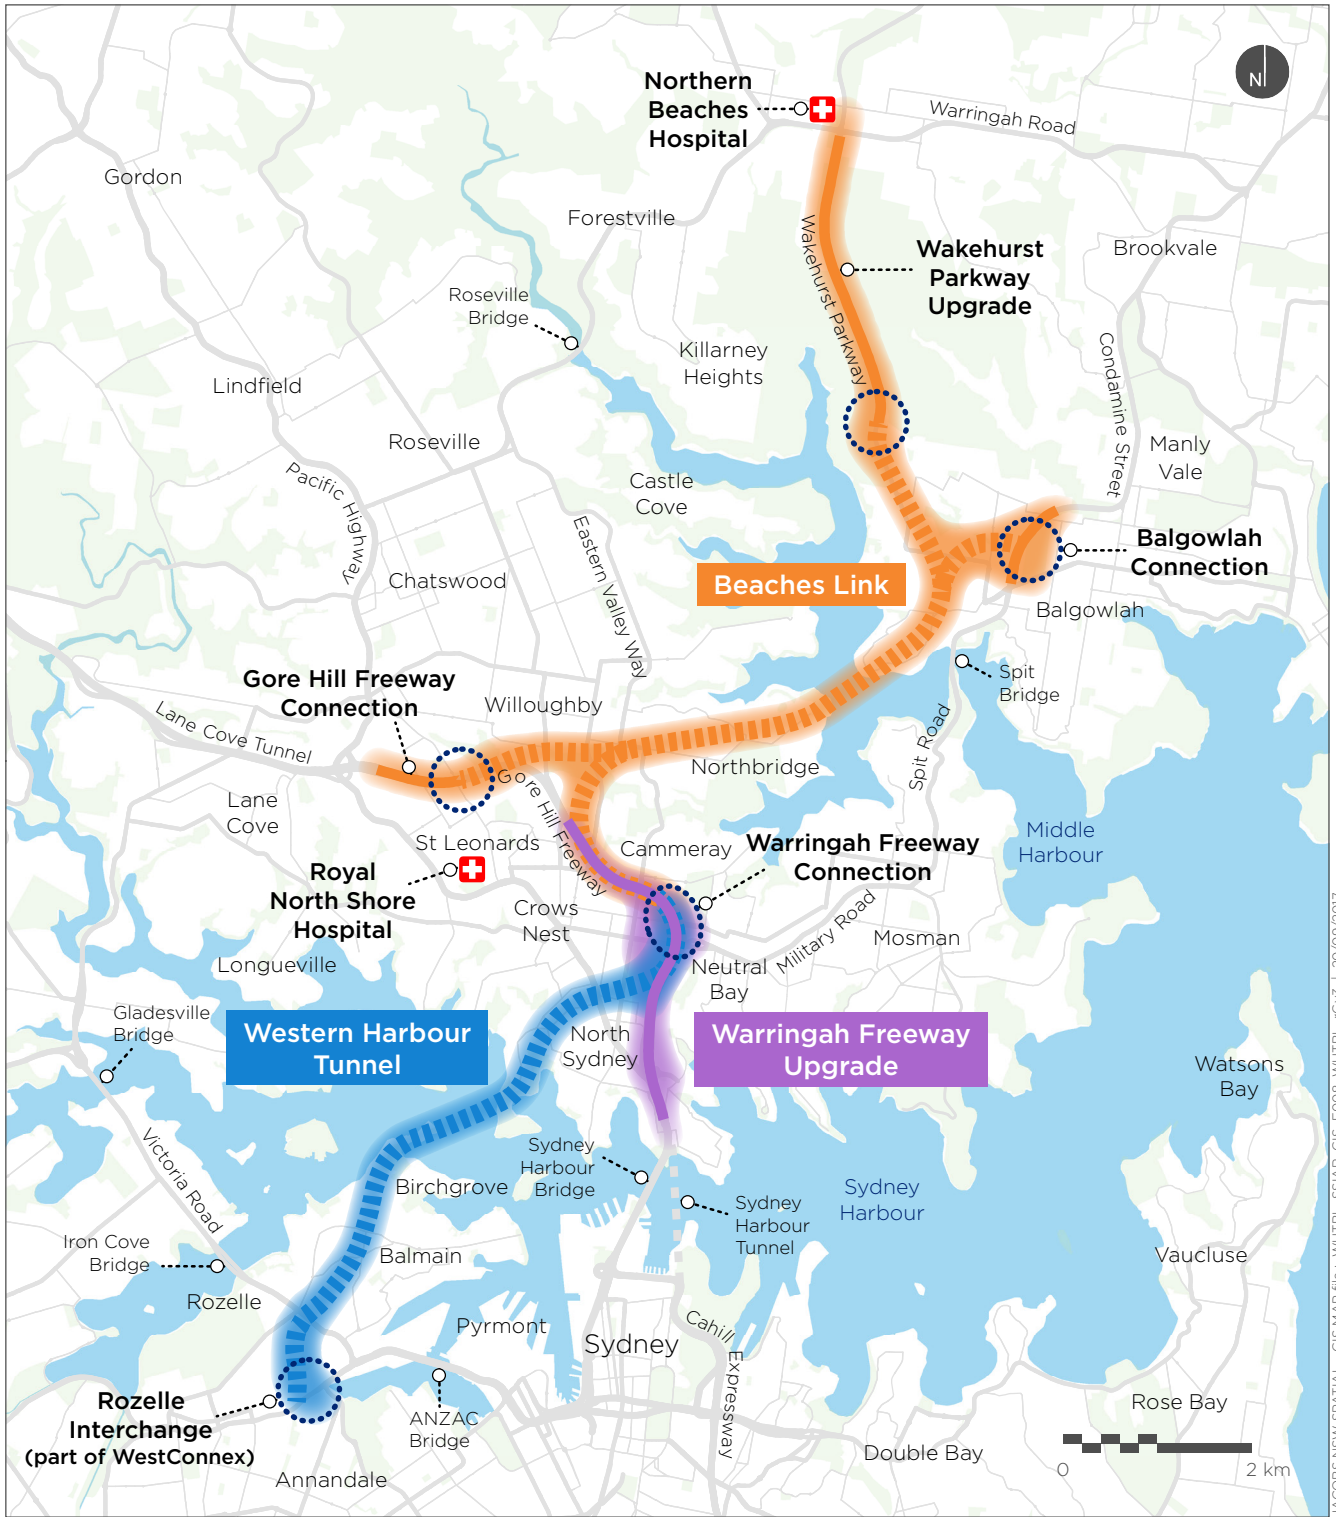 Northern
Beaches
Hospital
N
Warringah Road
Gordon
Forestville
Wakehurst Parkway
Wakehurst
Parkway
Upgrade
Brookvale
Roseville
Bridge
Killarney
Heights
Condamine Street
Lindfield
Roseville
Manly
Vale
Pacific Highway
Castle
Cove
Eastern Valley Way
Balgowlah
Connection
Chatswood
Beaches Link
Balgowlah
Gore Hill Freeway
Connection
Spit
Bridge
Willoughby
Lane Cove Tunnel
Spit Road
Northbridge
Gore Hill Freeway
Lane
Cove
St Leonards
Cammeray
Warringah Freeway
Connection
Middle
Harbour
Royal
North Shore
Hospital
Crows
Nest
Military Road
Mosman
Longueville
Neutral
Bay
Gladesville
Bridge
Western Harbour
Tunnel
North
Sydney
Warringah Freeway
Upgrade
Watsons
Bay
Victoria Road
Sydney
Harbour
Bridge
Birchgrove
Sydney
Harbour
Tunnel
Sydney
Harbour
Iron Cove
Bridge
Balmain
Vaucluse
Rozelle
Pyrmont
Sydney
Cahill
Expressway
Rozelle
Interchange
(part of WestConnex)
ANZAC
Bridge
Rose Bay
Double Bay
Annandale
0 2 km